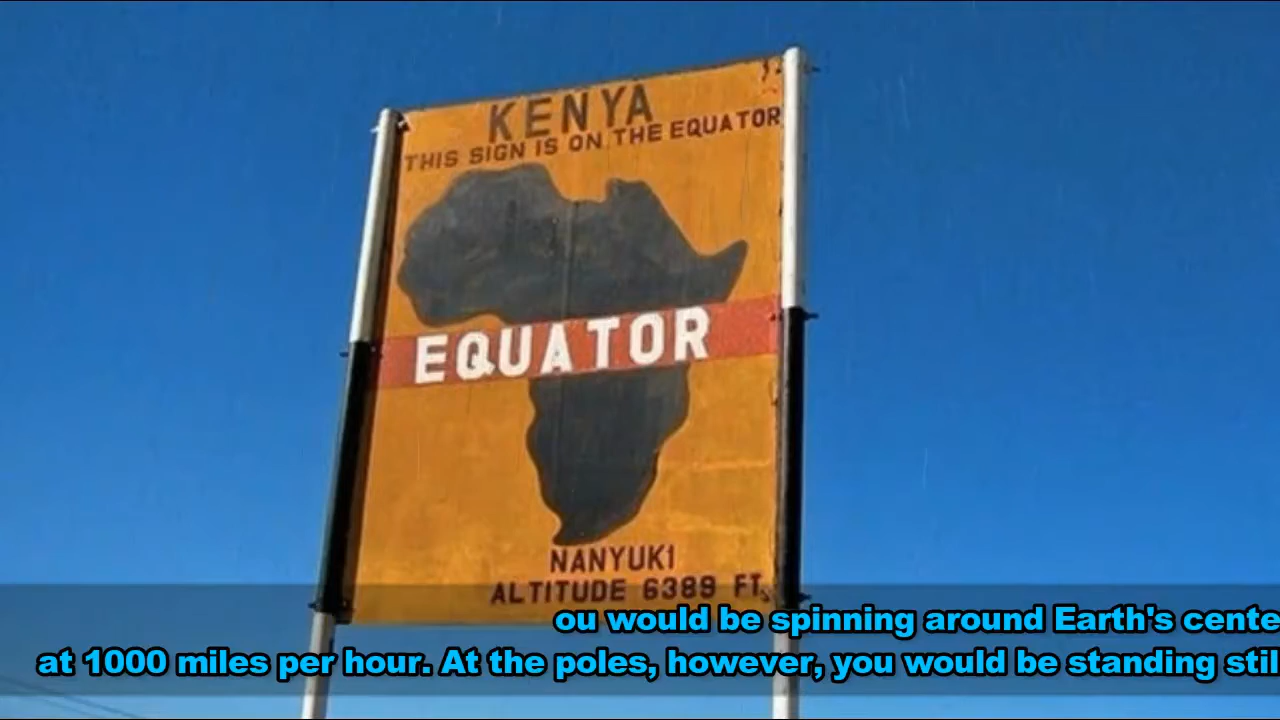 KENYA
THIS SIGN IS ON THE EQUATOR
EQUATOR
NANYUKI
ALTITUDE 6389 FT.
ou would be spinning around Earth's cente
at 1000 miles per hour. At the poles, however, you would be standing stil